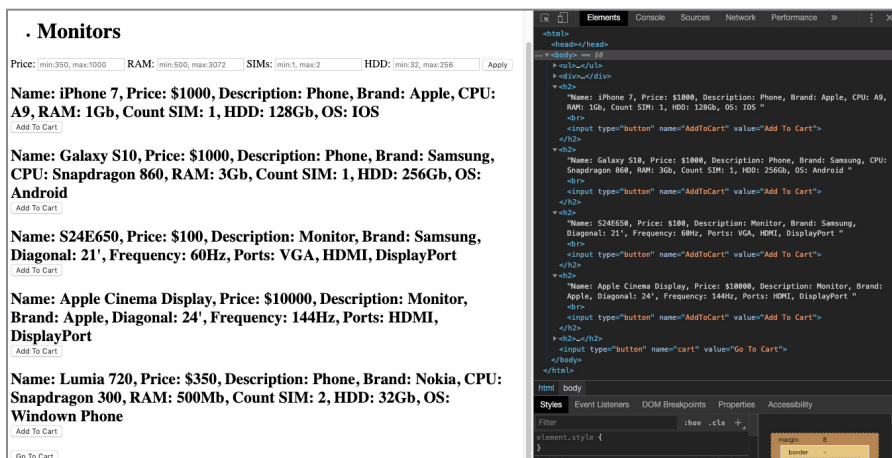 • Monitors
Price: min:350, max:1000 RAM: min:500, max:3072 SIMs: min:1, max:2 HDD: min:32, max:256 Apply
Name: iPhone 7, Price: $1000, Description: Phone, Brand: Apple, CPU:
A9, RAM: 1Gb, Count SIM: 1, HDD: 128Gb, OS: IOS
Add To Cart
Name: Galaxy S10, Price: $1000, Description: Phone, Brand: Samsung,
CPU: Snapdragon 860, RAM: 3Gb, Count SIM: 1, HDD: 256Gb, OS:
Android
Add To Cart
Name: S24E650, Price: $100, Description: Monitor, Brand: Samsung,
Diagonal: 21', Frequency: 60Hz, Ports: VGA, HDMI, DisplayPort
Add To Cart
Name: Apple Cinema Display, Price: $10000, Description: Monitor,
Brand: Apple, Diagonal: 24', Frequency: 144Hz, Ports: HDMI,
DisplayPort
Add To Cart
Name: Lumia 720, Price: $350, Description: Phone, Brand: Nokia, CPU:
Snapdragon 300, RAM: 500Mb, Count SIM: 2, HDD: 32Gb, OS:
Windown Phone
Add To Cart
Go To Cart
Elements Console Sources Network Performance »
<html>
<head></head>
... ▼<body> == $0
▶<ul>…</ul>
▶<div>…</div>
▼<h2>
"Name: iPhone 7, Price: $1000, Description: Phone, Brand: Apple, CPU: A9,
RAM: 1Gb, Count SIM: 1, HDD: 128Gb, OS: IOS "
<br>
<input type="button" name="AddToCart" value="Add To Cart">
</h2>
▼<h2>
"Name: Galaxy S10, Price: $1000, Description: Phone, Brand: Samsung, CPU:
Snapdragon 860, RAM: 3Gb, Count SIM: 1, HDD: 256Gb, OS: Android "
<br>
<input type="button" name="AddToCart" value="Add To Cart">
</h2>
▼<h2>
"Name: S24E650, Price: $100, Description: Monitor, Brand: Samsung,
Diagonal: 21', Frequency: 60Hz, Ports: VGA, HDMI, DisplayPort "
<br>
<input type="button" name="AddToCart" value="Add To Cart">
</h2>
▼<h2>
"Name: Apple Cinema Display, Price: $10000, Description: Monitor, Brand:
Apple, Diagonal: 24', Frequency: 144Hz, Ports: HDMI, DisplayPort "
<br>
<input type="button" name="AddToCart" value="Add To Cart">
</h2>
▶<h2>…</h2>
<input type="button" name="cart" value="Go To Cart">
</body>
</html>
html body
Styles Event Listeners DOM Breakpoints Properties Accessibility
Filter :hov .cls +
element.style {
}
margin 8
border -